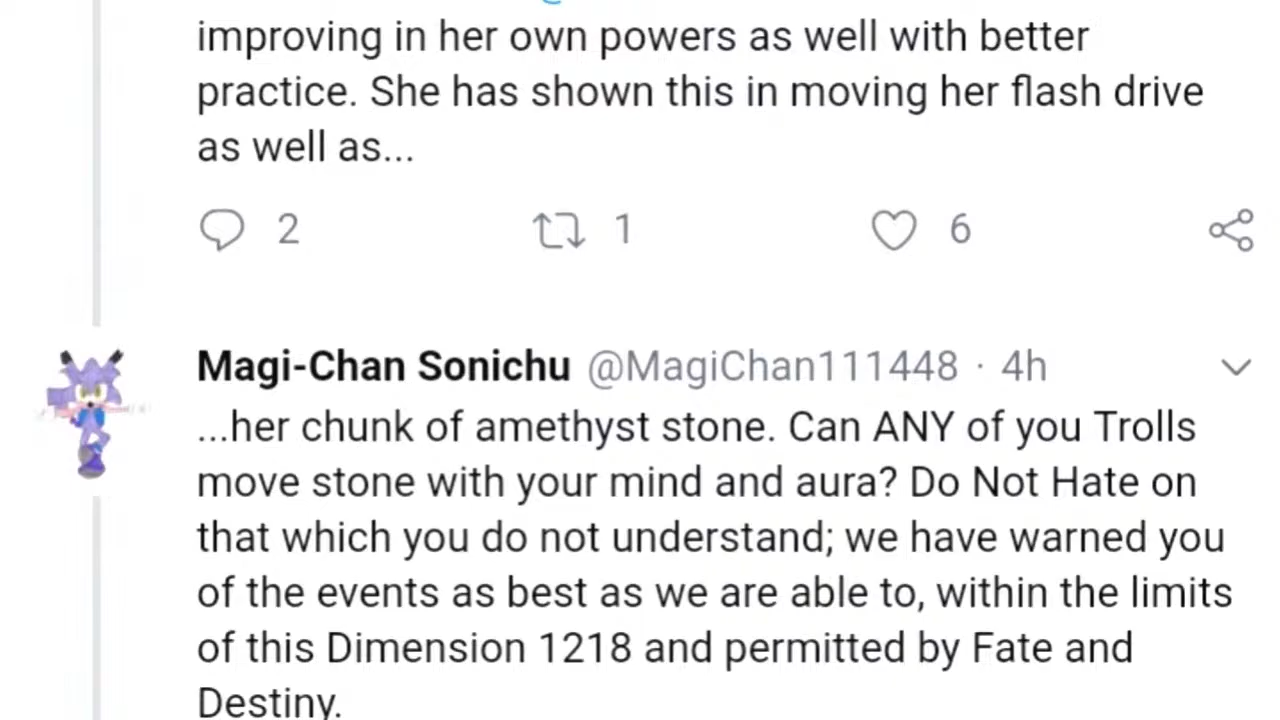 improving in her own powers as well with better
practice. She has shown this in moving her flash drive
as well as...
2 1 6
Magi-Chan Sonichu @MagiChan111448 · 4h
...her chunk of amethyst stone. Can ANY of you Trolls
move stone with your mind and aura? Do Not Hate on
that which you do not understand; we have warned you
of the events as best as we are able to, within the limits
of this Dimension 1218 and permitted by Fate and
Destiny.